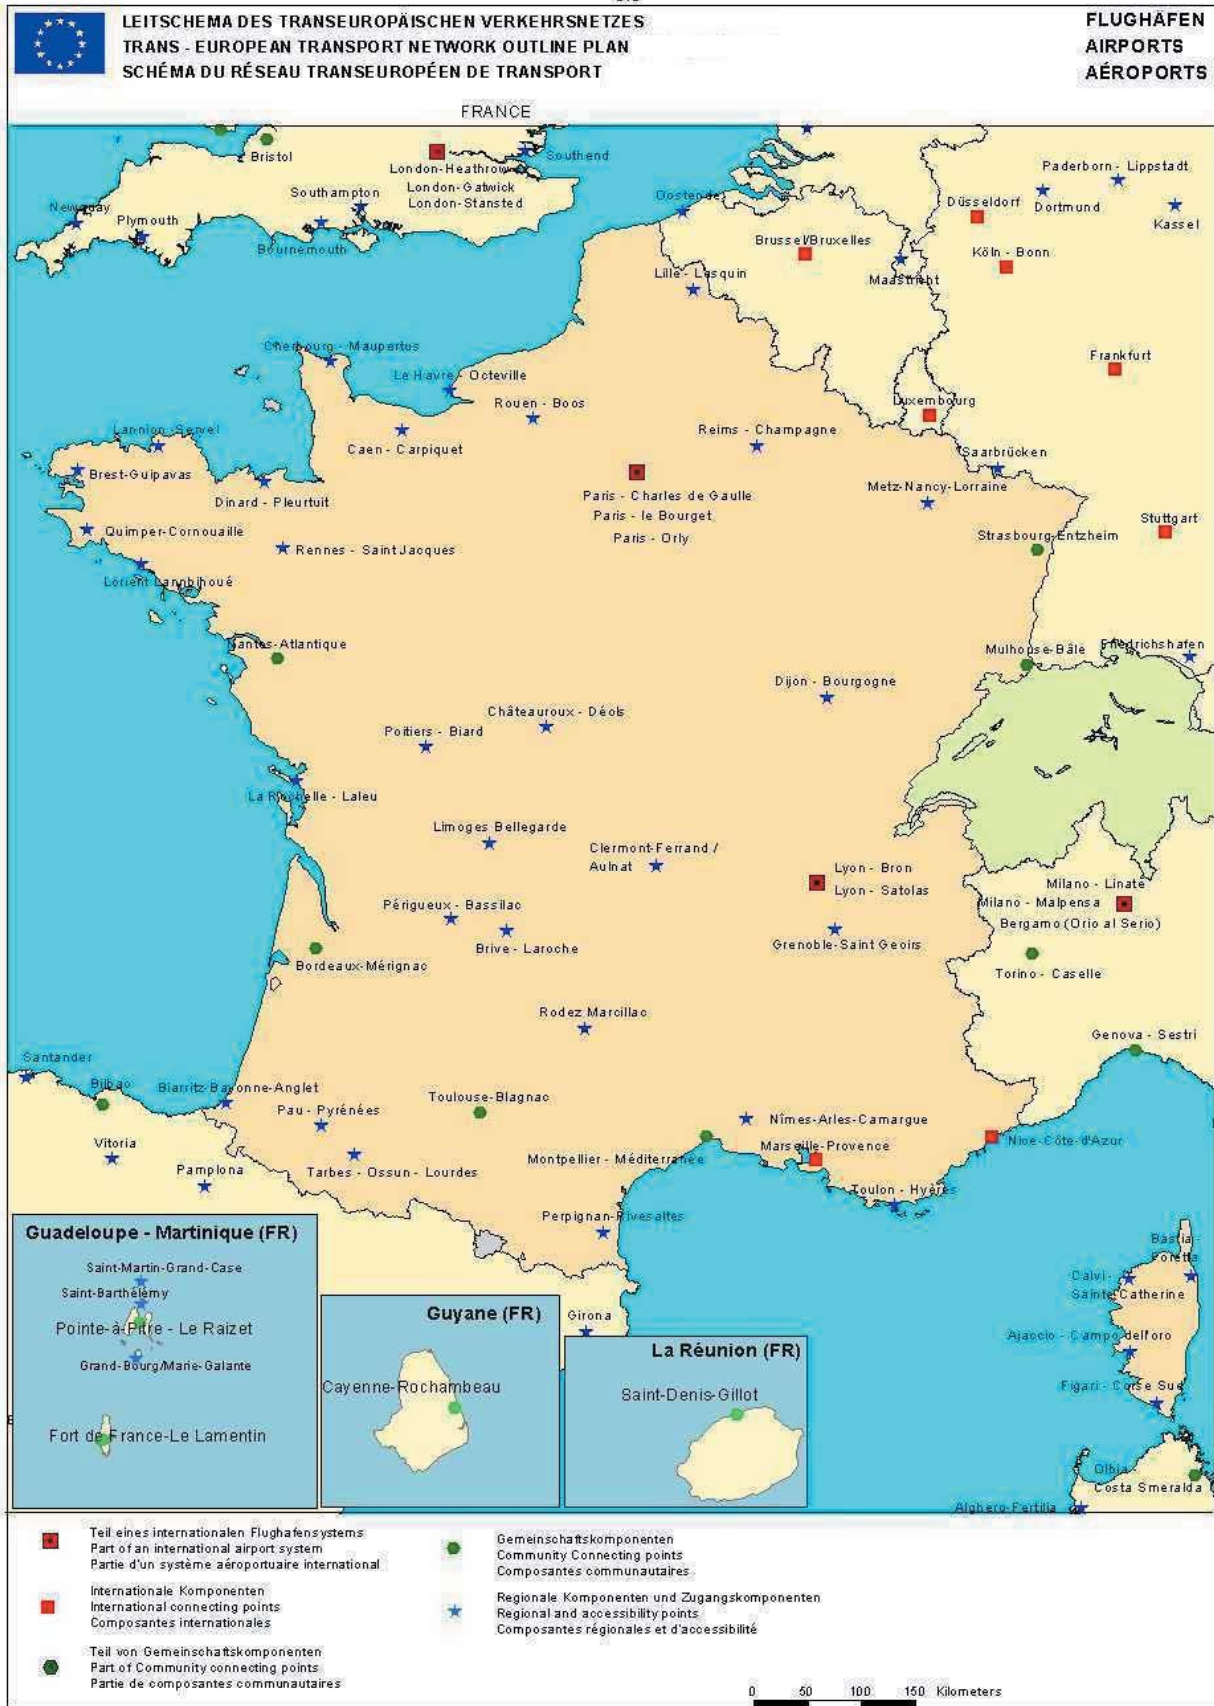 LEITSCHEMA DES TRANSEUROPÄISCHEN VERKEHRSNETZES
TRANS - EUROPEAN TRANSPORT NETWORK OUTLINE PLAN
SCHÉMA DU RÉSEAU TRANSEUROPÉEN DE TRANSPORT
FLUGHÄFEN
AIRPORTS
AÉROPORTS
FRANCE
Bristol
London-Heathrow
London-Gatwick
London-Stansted
Southend
Southampton
Newquay
Plymouth
Bournemouth
Oostende
Paderborn - Lippstadt
Düsseldorf
Dortmund
Kassel
Brussel/Bruxelles
Köln - Bonn
Maastricht
Lille - Lesquin
Cherbourg - Maupertus
Frankfurt
Le Havre - Octeville
Rouen - Boos
Luxembourg
Lannion-Servel
Caen - Carpiquet
Reims - Champagne
Saarbrücken
Brest-Guipavas
Dinard - Pleurtuit
Paris - Charles de Gaulle
Paris - le Bourget
Paris - Orly
Metz-Nancy-Lorraine
Stuttgart
Quimper-Cornouaille
Rennes - Saint Jacques
Strasbourg-Entzheim
Lorient Lannbihoué
Nantes-Atlantique
Mulhouse-Bâle
Friedrichshafen
Dijon - Bourgogne
Châteauroux - Déols
Poitiers - Biard
La Rochelle - Laleu
Limoges Bellegarde
Clermont-Ferrand /
Aulnat
Lyon - Bron
Lyon - Satolas
Milano - Linate
Milano - Malpensa
Bergamo (Orio al Serio)
Périgueux - Bassilac
Brive - Laroche
Grenoble-Saint Geoirs
Bordeaux-Mérignac
Torino - Caselle
Rodez Marcillac
Genova - Sestri
Santander
Bilbao
Biarritz-Bayonne-Anglet
Toulouse-Blagnac
Pau - Pyrénées
Nîmes-Arles-Camargue
Nice-Côte-d'Azur
Vitoria
Marseille-Provence
Montpellier - Méditerranée
Pamplona
Tarbes - Ossun - Lourdes
Toulon - Hyères
Perpignan-Rivesaltes
Guadeloupe - Martinique (FR)
Saint-Martin-Grand-Case
Saint-Barthélémy
Pointe-à-Pitre - Le Raizet
Grand-Bourg/Marie-Galante
Fort de France-Le Lamentin
Guyane (FR)
Cayenne-Rochambeau
Girona
La Réunion (FR)
Saint-Denis-Gillot
Bastia -
Poretta
Calvi -
Sainte Catherine
Ajaccio - Campo dell'oro
Figari - Corse Sud
Olbia -
Costa Smeralda
Alghero-Fertilia
Teil eines internationalen Flughafensystems
Part of an international airport system
Partie d'un système aéroportuaire international
Internationale Komponenten
International connecting points
Composantes internationales
Teil von Gemeinschaftskomponenten
Part of Community connecting points
Partie de composantes communautaires
Gemeinschaftskomponenten
Community Connecting points
Composantes communautaires
Regionale Komponenten und Zugangskomponenten
Regional and accessibility points
Composantes régionales et d'accessibilité
0 50 100 150 Kilometers